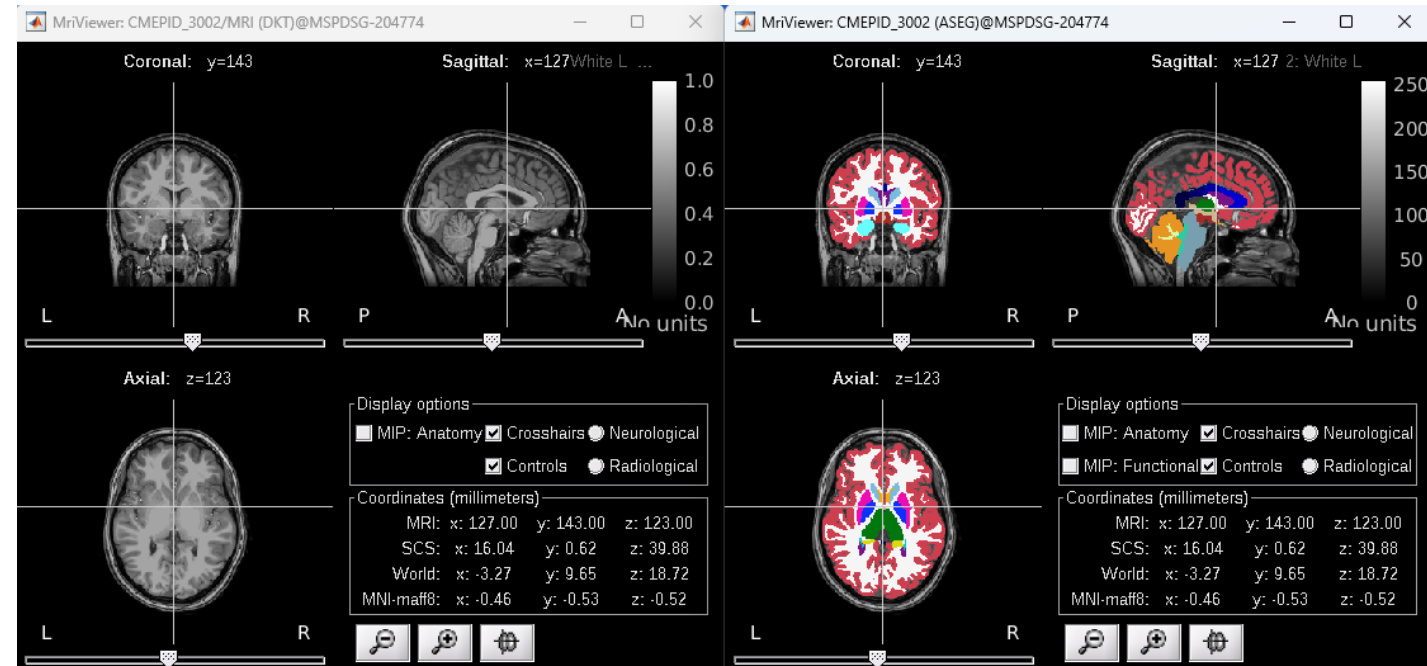 MriViewer: CMEPID_3002/MRI (DKT)@MSPDSG-204774
Coronal: y=143
Sagittal: x=127White L ...
1.0
0.8
0.6
0.4
0.2
0.0
No units
L
R
P
A
Axial: z=123
L
R
Display options
MIP: Anatomy
Crosshairs
Neurological
Controls
Radiological
Coordinates (millimeters)
MRI: x: 127.00 y: 143.00 z: 123.00
SCS: x: 16.04 y: 0.62 z: 39.88
World: x: -3.27 y: 9.65 z: 18.72
MNI-maff8: x: -0.46 y: -0.53 z: -0.52
MriViewer: CMEPID_3002 (ASEG)@MSPDSG-204774
Coronal: y=143
Sagittal: x=127 2: White L
250
200
150
100
50
0
No units
L
R
P
A
Axial: z=123
L
R
Display options
MIP: Anatomy
Crosshairs
Neurological
MIP: Functional
Controls
Radiological
Coordinates (millimeters)
MRI: x: 127.00 y: 143.00 z: 123.00
SCS: x: 16.04 y: 0.62 z: 39.88
World: x: -3.27 y: 9.65 z: 18.72
MNI-maff8: x: -0.46 y: -0.53 z: -0.52